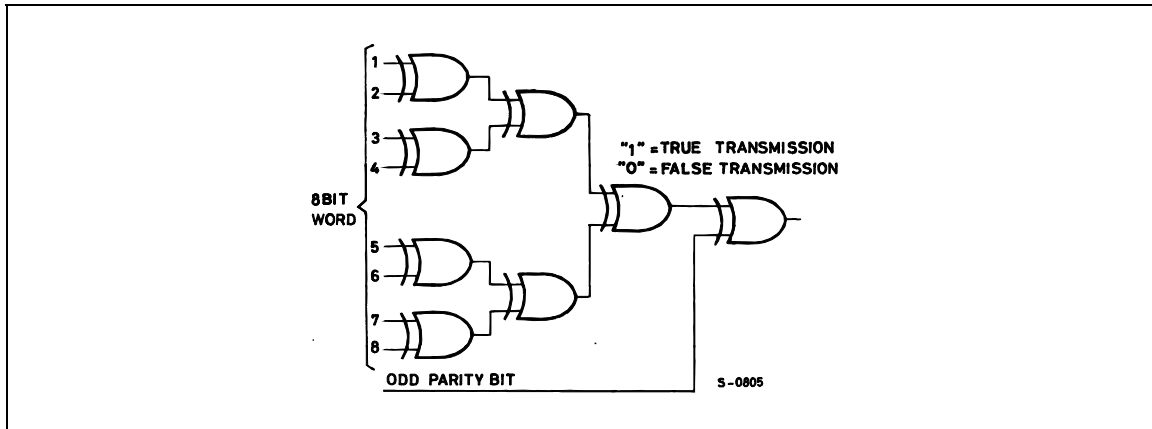 1
2
3
4
"1" = TRUE TRANSMISSION
"0" = FALSE TRANSMISSION
8BIT
WORD
5
6
7
8
ODD PARITY BIT
S-0805